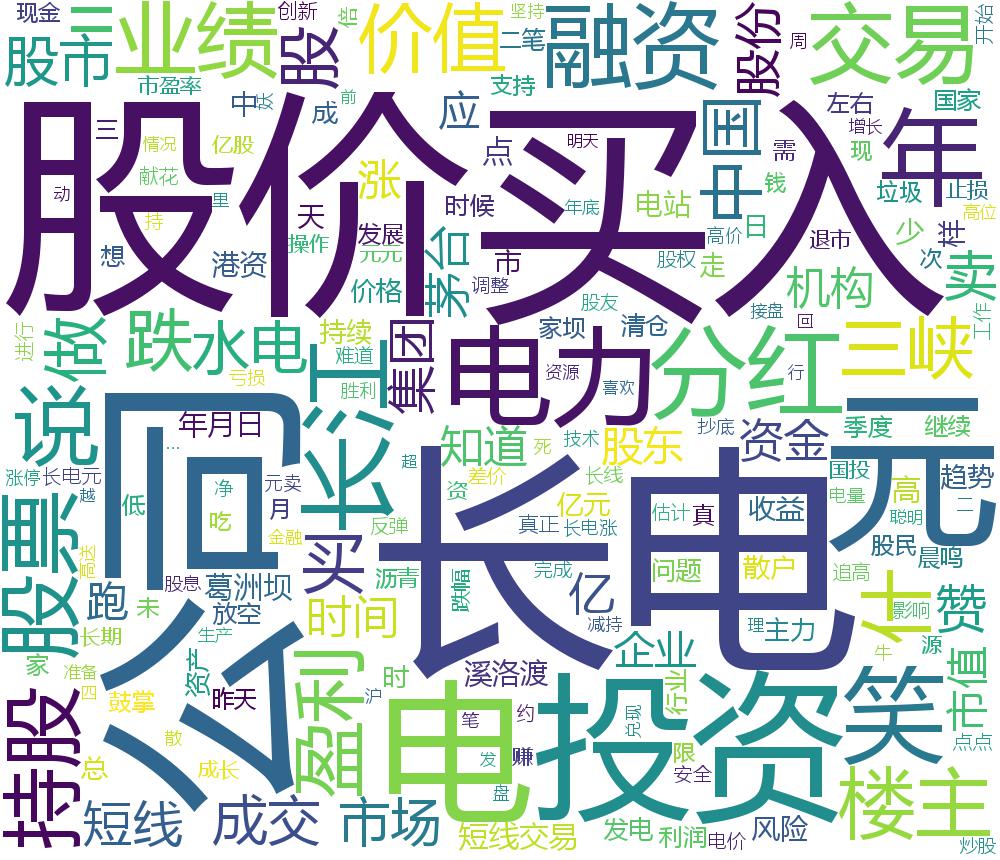 现金
创新
倍
坚持
开始
股市
三
业绩
股
价值
二笔
融资
股份
周
交易
市盈率
支持
股价
买入
中
妖
成
前
应
中国
左右
国家
年
三
情况
亿股
献花
涨
点
明天
需
增长
现
垃圾
止损
高位
动
持
里
天
时候
年底
电站
钱
高价
日
退市
少
样
想
港资
操作
发展
元元
茅台
市
调整
股权
走
次
卖
价格
股友
机构
接盘
工作
进行
做
跌
水电
持续
难道
亏损
胜利
长江
集团
电力
家坝
清仓
资源
喜欢
分红
回
行
三峡
一
说
公司
年月日
...
知道
死
技术
股东
抄底
资金
季度
继续
元
涨停
长电元
越
低
净
吃
元卖
月
金融
超
资
差价
反弹
长线
亿元
真正
长电涨
长电
估计
真
收益
国投
电量
高
聪明
趋势
二
股票
高送
股息
葛洲坝
放空
买
沥青
跌幅
完成
亿
减持
问题
散户
股民
晨鸣
追高
跑
未
长期
生产
时间
理
主力
什
影响
源
牛
赞
家
准备
四
鼓掌
资产
昨天
盈利
时
溪洛渡
企业
行业
市值
持股
散
沪
电
笔
约
投资
兑现
笑
点点
总
成长
发
赚
盘
限
安全
楼主
短线
成交
市场
短线交易
发电
利润
电价
风险
炒股